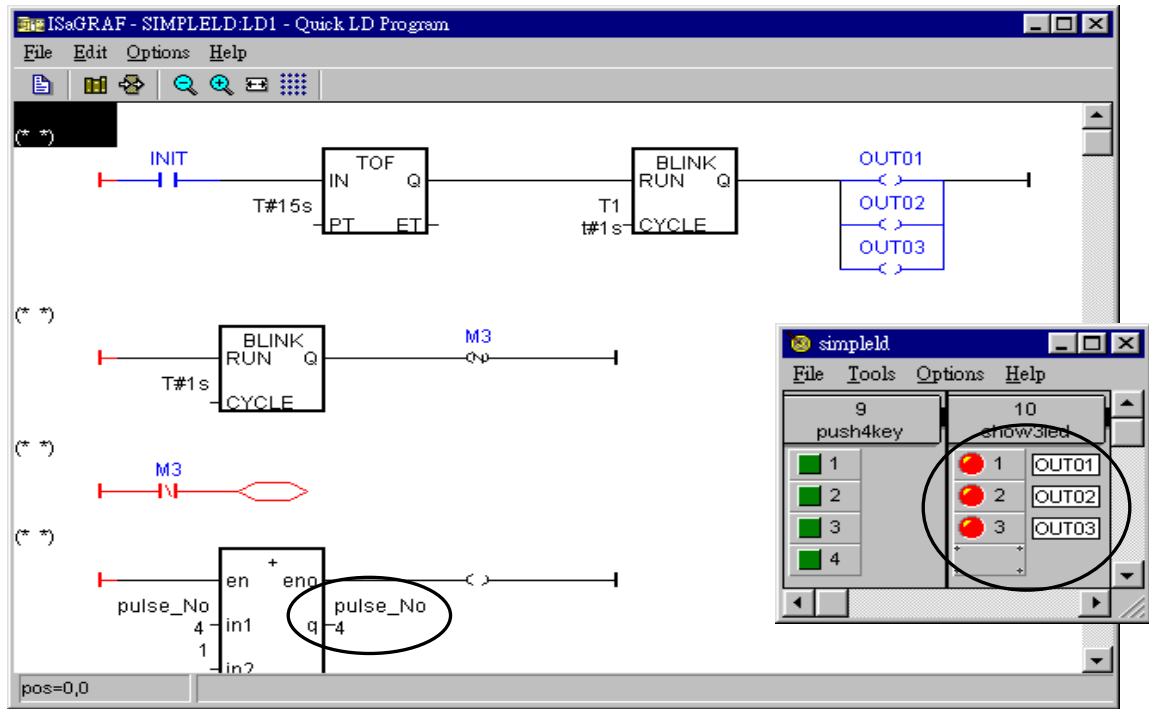 ISaGRAF - SIMPLELD:LD1 - Quick LD Program
File Edit Options Help
(* *)
INIT
TOF
IN Q
T#15s
PT ET
BLINK
RUN Q
T1
t#1s
CYCLE
OUT01
OUT02
OUT03
(* *)
BLINK
RUN Q
T#1s
CYCLE
M3
(* *)
M3
(* *)
+
en eno
pulse_No
4 in1
1
in2
pulse_No
q 4
pos=0,0
simpleld
File Tools Options Help
9
push4key
1
2
3
4
10
show3led
1 OUT01
2 OUT02
3 OUT03